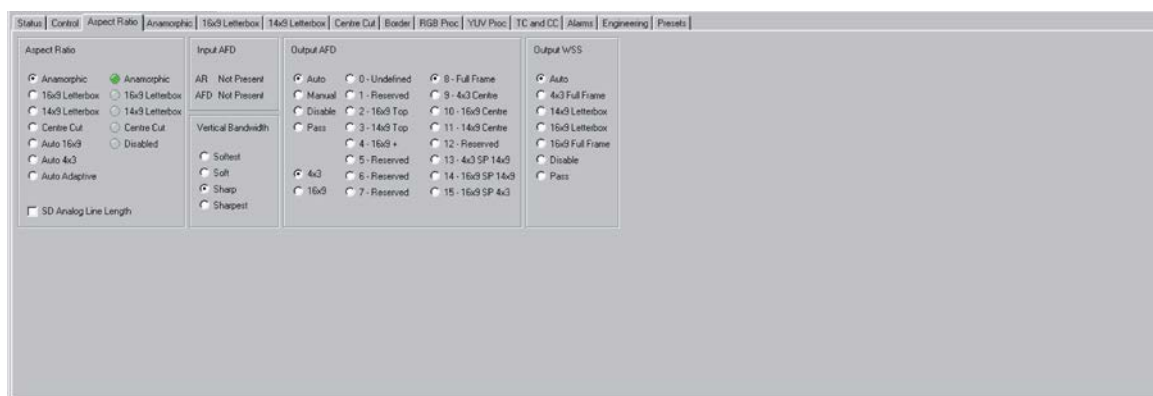 Status Control Aspect Ratio Anamorphic 16x9 Letterbox 14x9 Letterbox Centre Cut Border RGB Proc YUV Proc TC and CC Alarms Engineering Presets
Aspect Ratio
Anamorphic Anamorphic
16x9 Letterbox 16x9 Letterbox
14x9 Letterbox 14x9 Letterbox
Centre Cut Centre Cut
Auto 16x9 Disabled
Auto 4x3
Auto Adaptive
SD Analog Line Length
Input AFD
AR Not Present
AFD Not Present
Vertical Bandwidth
Softest
Soft
Sharp
Sharpest
Output AFD
Auto 0 - Undefined 8 - Full Frame
Manual 1 - Reserved 9 - 4x3 Centre
Disable 2 - 16x9 Top 10 - 16x9 Centre
Pass 3 - 14x9 Top 11 - 14x9 Centre
4 - 16x9 + 12 - Reserved
5 - Reserved 13 - 4x3 SP 14x9
4x3 6 - Reserved 14 - 16x9 SP 14x9
16x9 7 - Reserved 15 - 16x9 SP 4x3
Output WSS
Auto
4x3 Full Frame
14x9 Letterbox
16x9 Letterbox
16x9 Full Frame
Disable
Pass